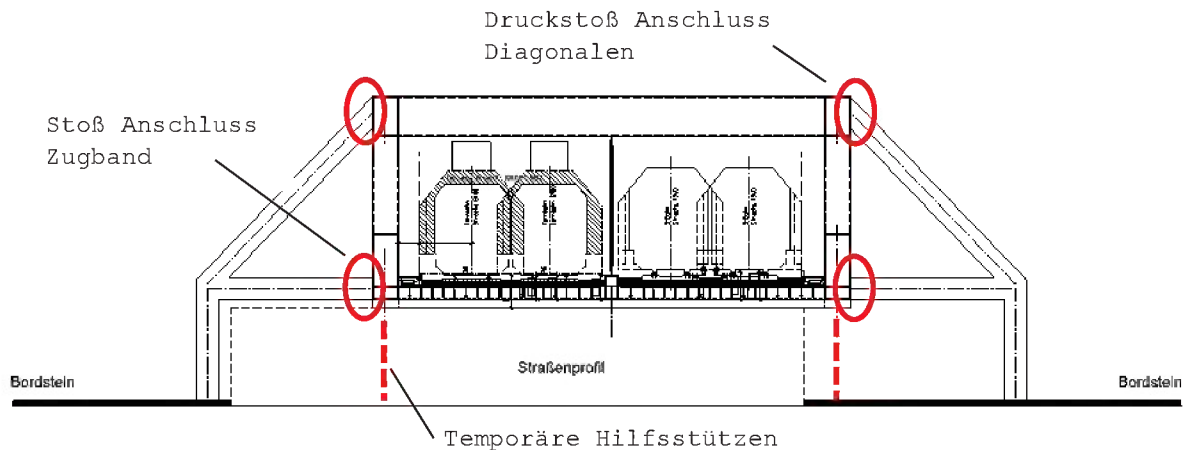 Druckstoß Anschluss
Diagonalen
Stoß Anschluss
Zugband
Straßenprofil
Bordstein
Bordstein
Temporäre Hilfsstützen